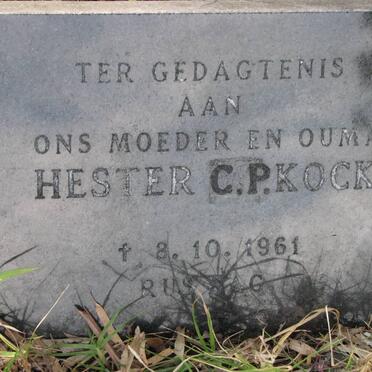 TER GEDAGTENIS
AAN
ONS MOEDER EN OUMA
HESTER C.P. KOCK
† 8. 10. 1961